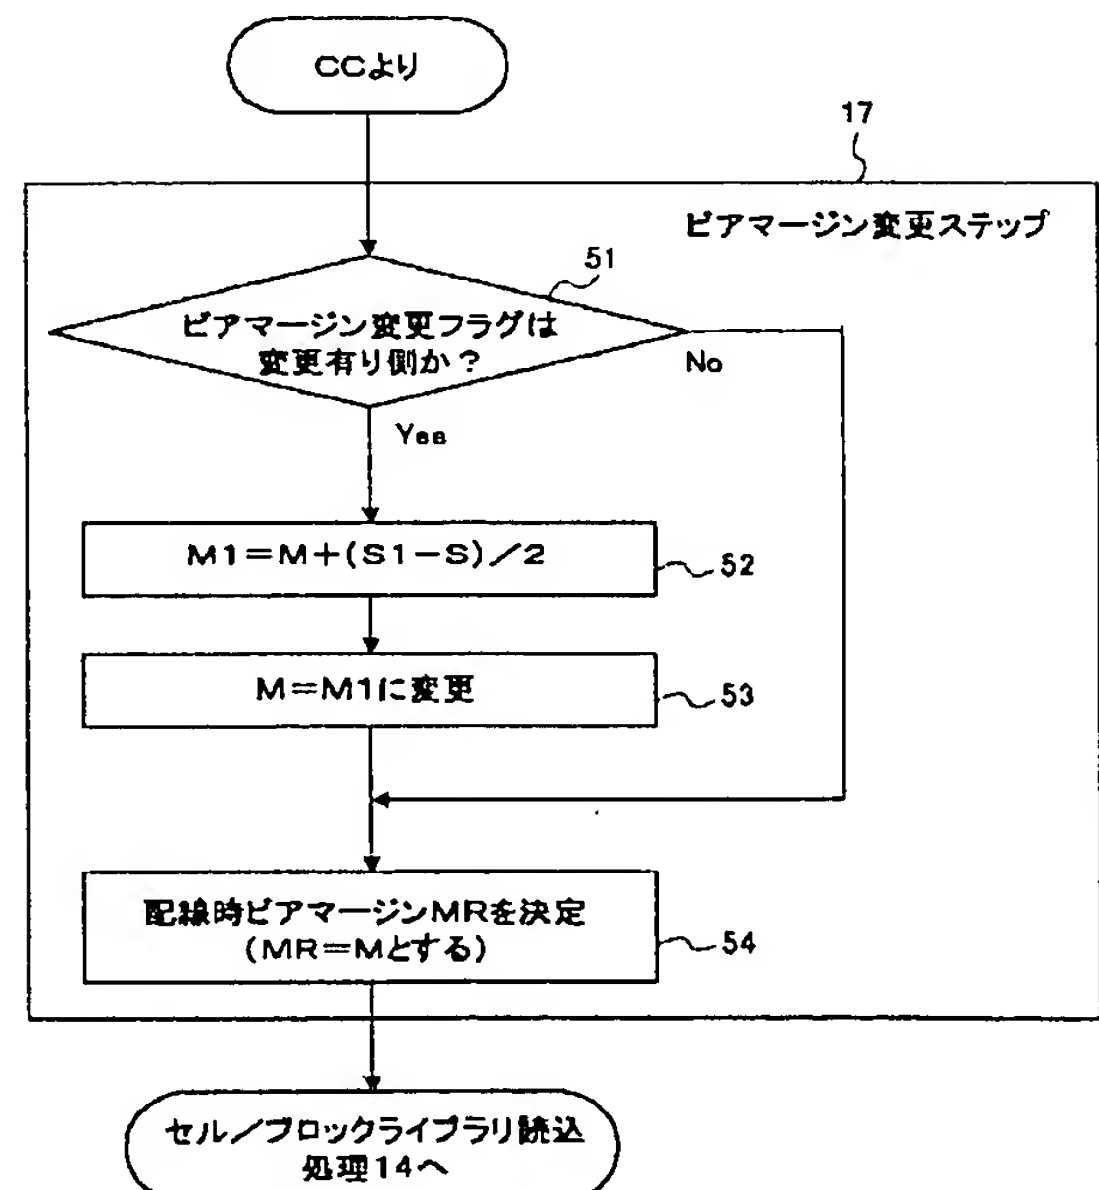 CCより
17
ビアマージン変更ステップ
51
ビアマージン変更フラグは
変更有り側か？
No
Yes
M1＝M＋(S1－S)／2
52
M＝M1に変更
53
配線時ビアマージンMRを決定
(MR＝Mとする)
54
セル／ブロックライブラリ読込
処理14へ